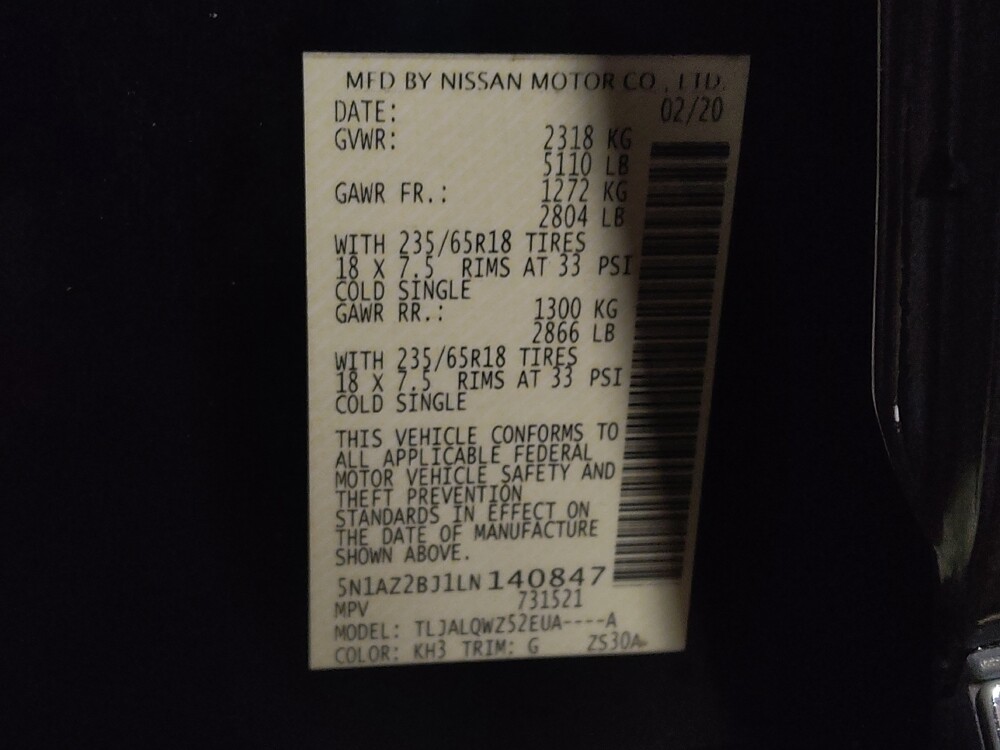 MFD BY NISSAN MOTOR CO., LTD.
DATE: 02/20
GVWR: 2318 KG
5110 LB
GAWR FR.: 1272 KG
2804 LB
WITH 235/65R18 TIRES
18 X 7.5 RIMS AT 33 PSI
COLD SINGLE
GAWR RR.: 1300 KG
2866 LB
WITH 235/65R18 TIRES
18 X 7.5 RIMS AT 33 PSI
COLD SINGLE
THIS VEHICLE CONFORMS TO
ALL APPLICABLE FEDERAL
MOTOR VEHICLE SAFETY AND
THEFT PREVENTION
STANDARDS IN EFFECT ON
THE DATE OF MANUFACTURE
SHOWN ABOVE.
5N1AZ2BJ1LN140847
MPV 731521
MODEL: TLJALQWZ52EUA----A
COLOR: KH3 TRIM: G ZS30A